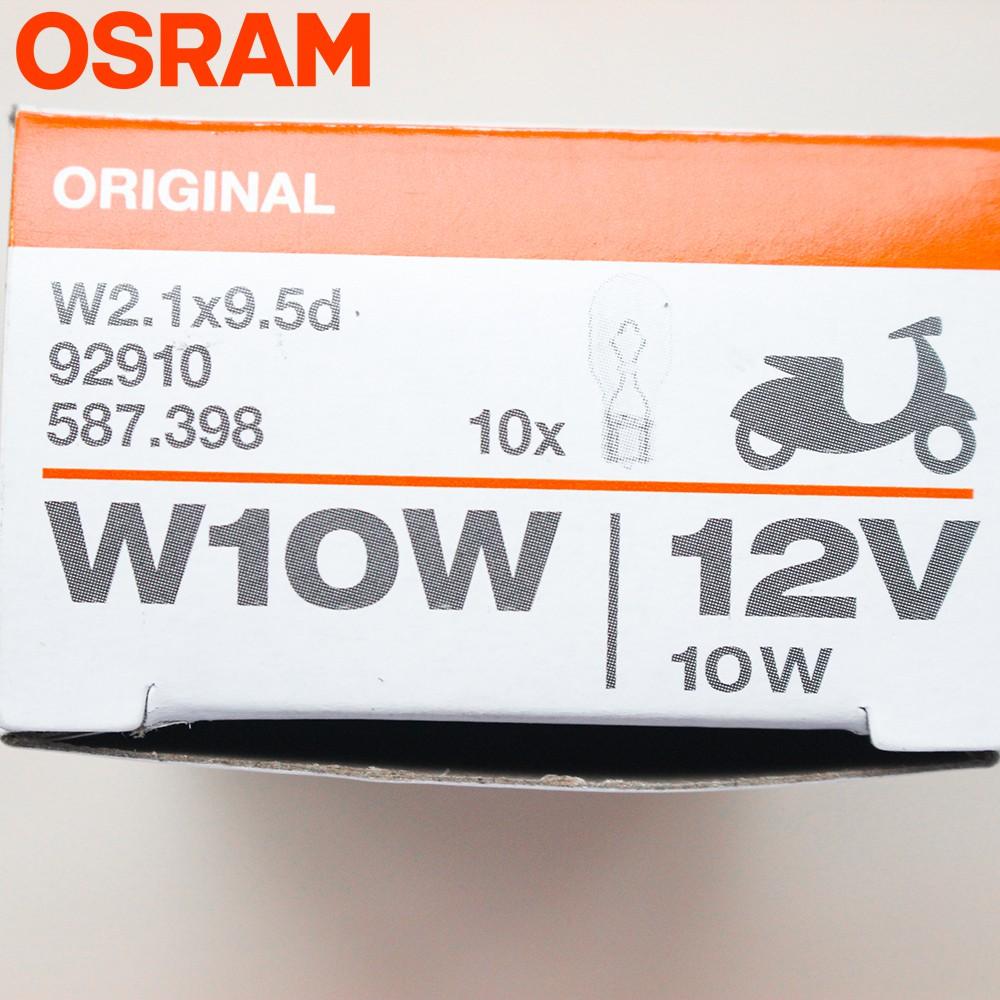 OSRAM
ORIGINAL
W2.1x9.5d
92910
587.398
10x
W10W
12V
10W